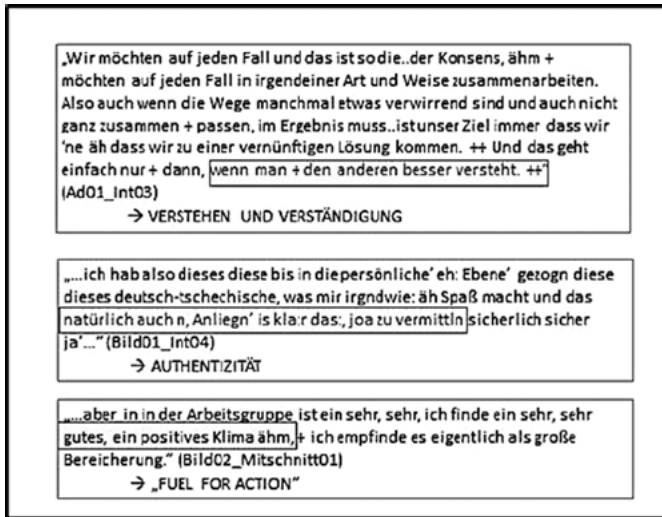 „Wir möchten auf jeden Fall und das ist so die..der Konsens, ähm +
möchten auf jeden Fall in irgendeiner Art und Weise zusammenarbeiten.
Also auch wenn die Wege manchmal etwas verwirrend sind und auch nicht
ganz zusammen + passen, im Ergebnis muss..ist unser Ziel immer dass wir
'ne äh dass wir zu einer vernünftigen Lösung kommen. ++ Und das geht
einfach nur + dann, wenn man + den anderen besser versteht. ++“
(Ad01_Int03)
→ VERSTEHEN UND VERSTÄNDIGUNG
„...ich hab also dieses diese bis in die persönliche' eh: Ebene' gezogn diese
dieses deutsch-tschechische, was mir irgndwie: äh Spaß macht und das
natürlich auch n, Anliegn' is kla:r das:, joa zu vermittln sicherlich sicher
ja'...“ (Bild01_Int04)
→ AUTHENTIZITÄT
„...aber in in der Arbeitsgruppe ist ein sehr, sehr, ich finde ein sehr, sehr
gutes, ein positives Klima ähm,+ ich empfinde es eigentlich als große
Bereicherung.“ (Bild02_Mitschnitt01)
→ „FUEL FOR ACTION“